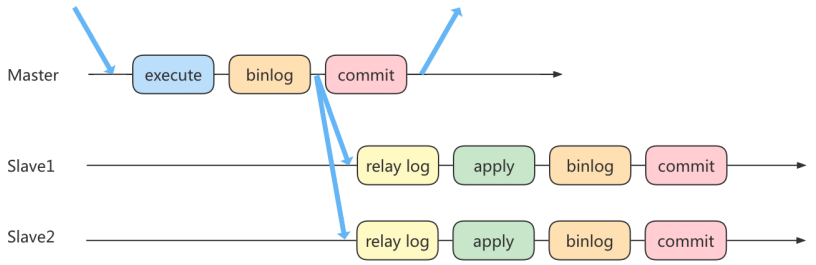 Master execute binlog commit
Slave1 relay log apply binlog commit
Slave2 relay log apply binlog commit